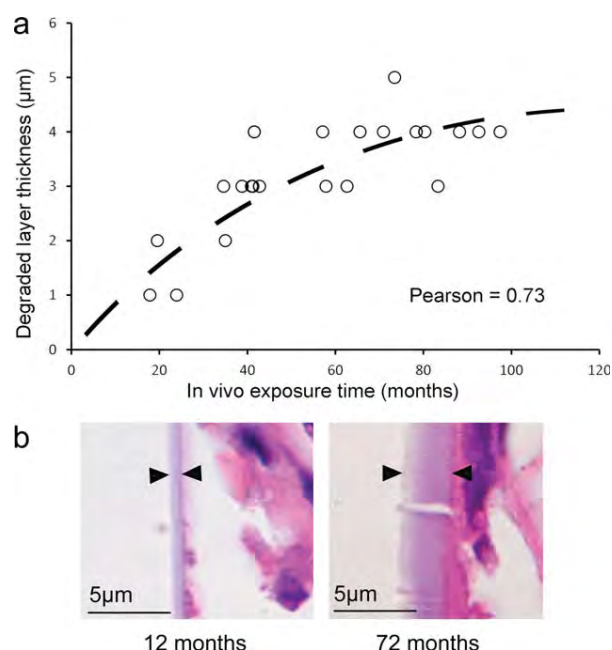 a
Degraded layer thickness (µm)
6
5
4
3
2
1
0
Pearson = 0.73
0 20 40 60 80 100 120
In vivo exposure time (months)
b
5µm 5µm
12 months 72 months